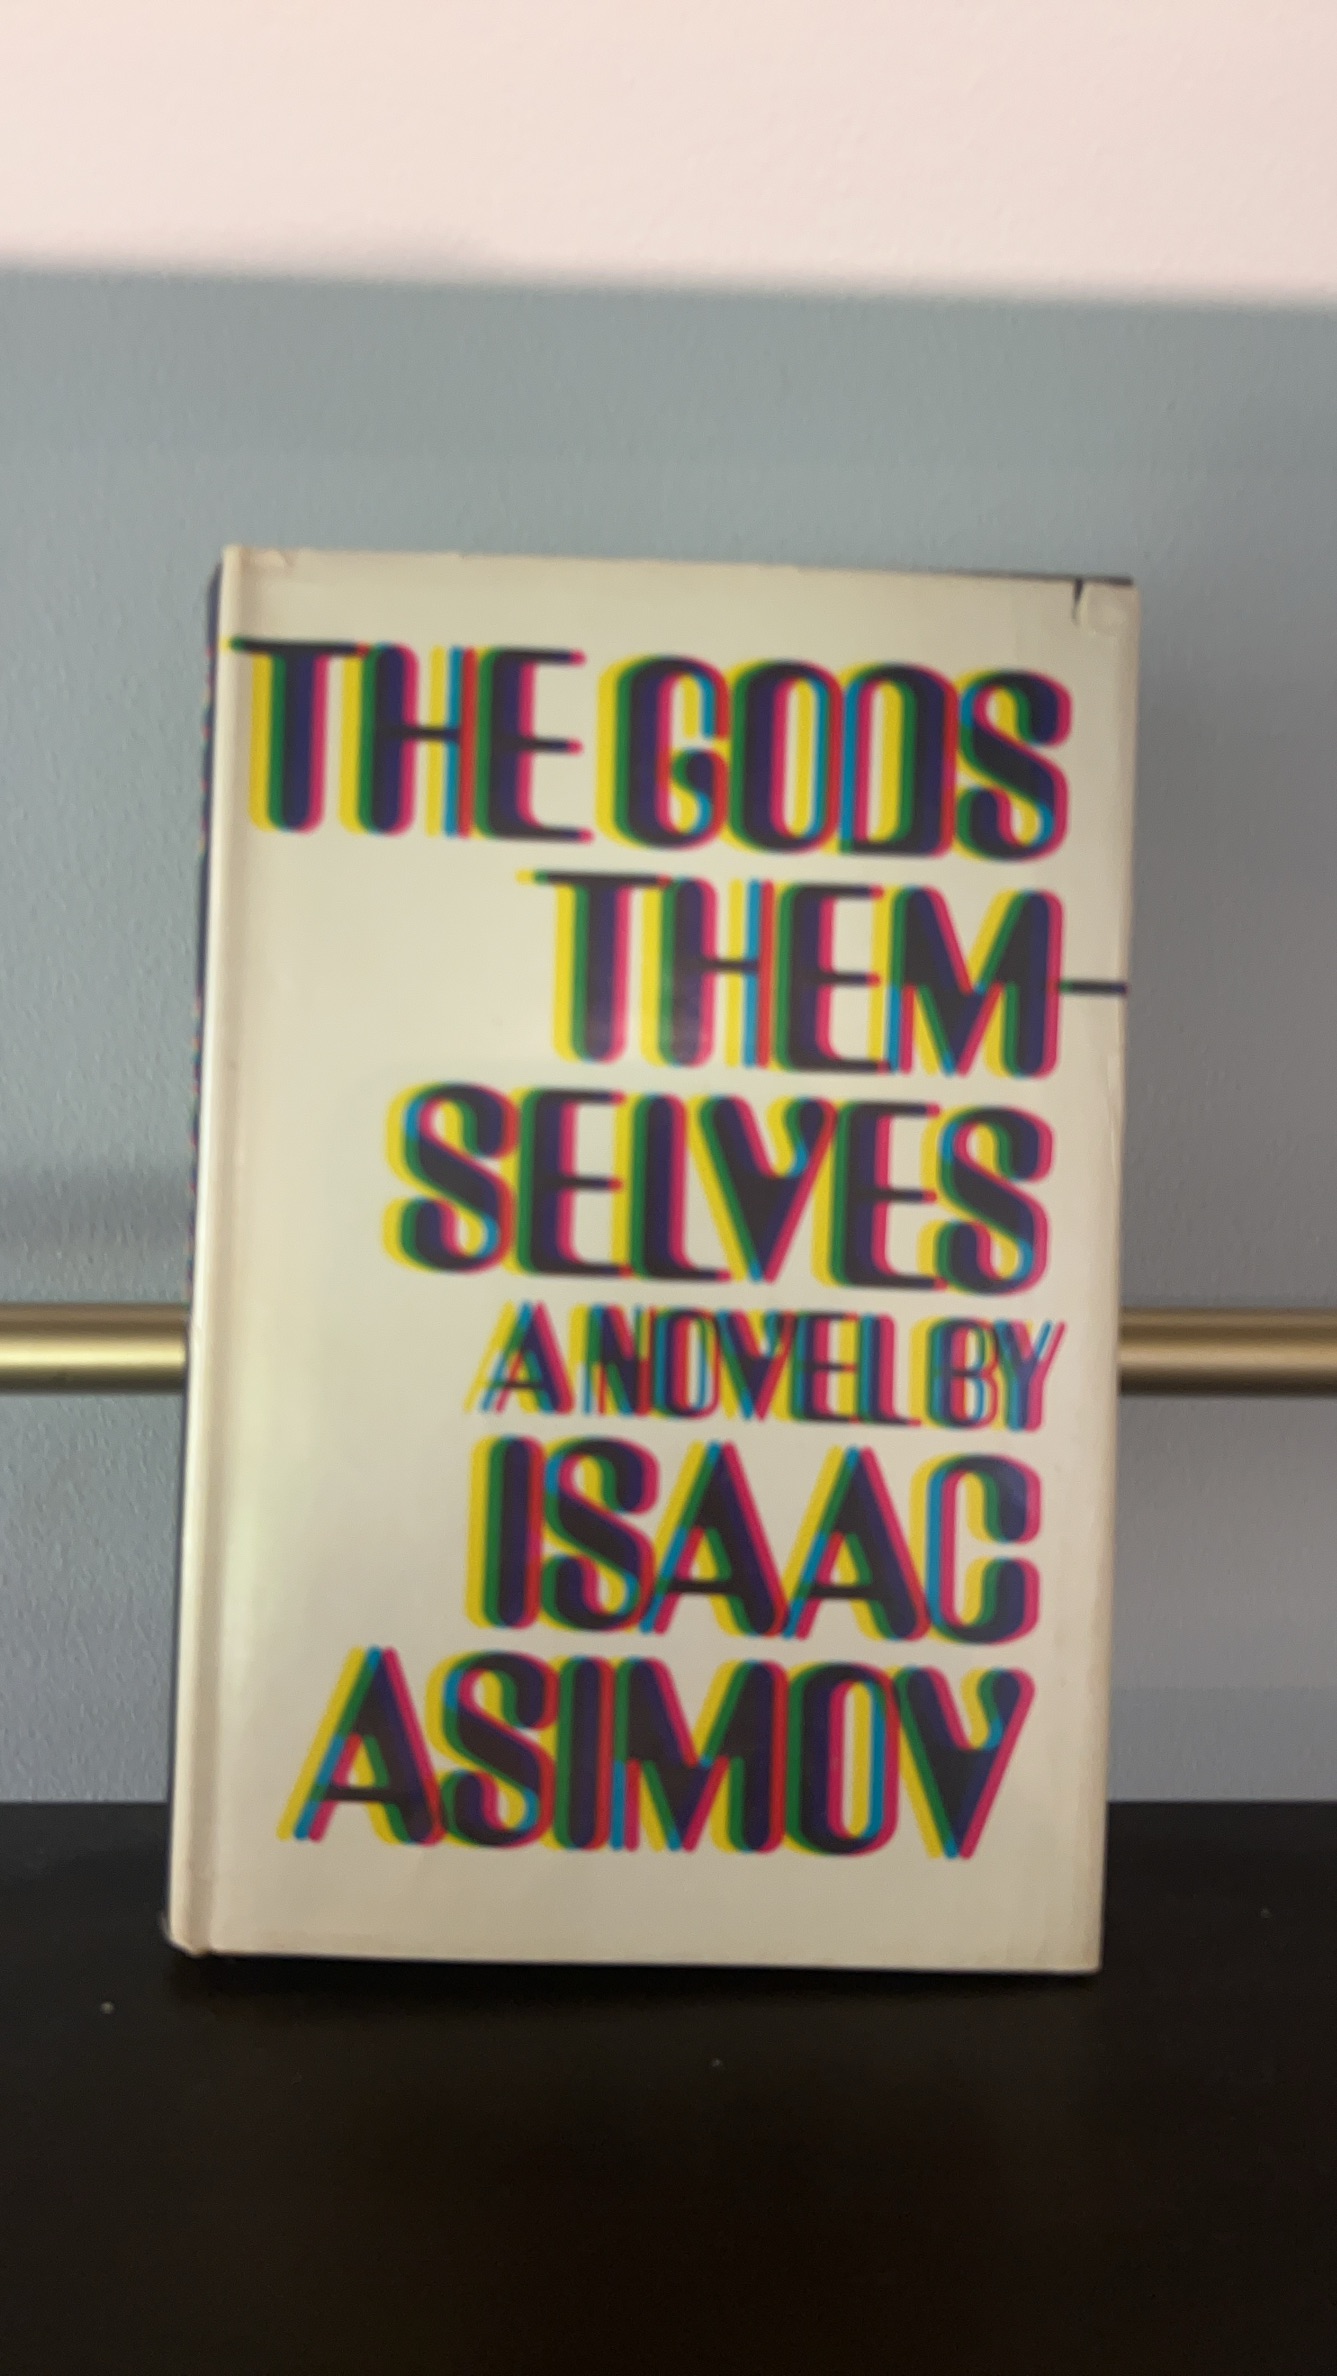 THE GODS
THEM-
SELVES
A NOVEL BY
ISAAC
ASIMOV